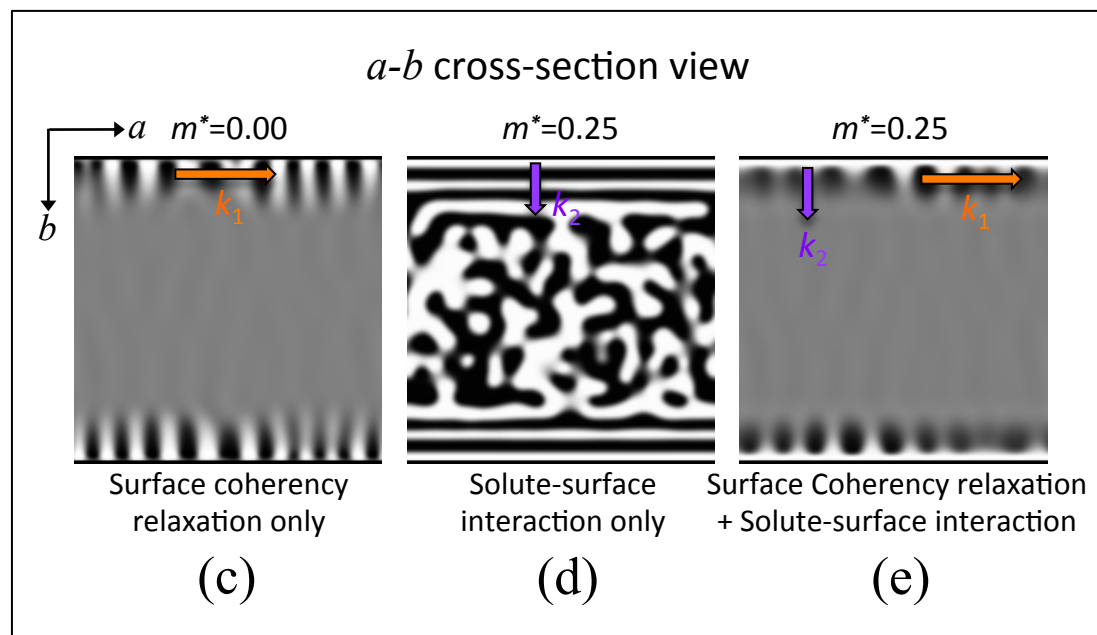 a-b cross-section view
a
m*=0.00
m*=0.25
m*=0.25
b
k1
k2
k2
k1
Surface coherency
relaxation only
Solute-surface
interaction only
Surface Coherency relaxation
+ Solute-surface interaction
(c)
(d)
(e)